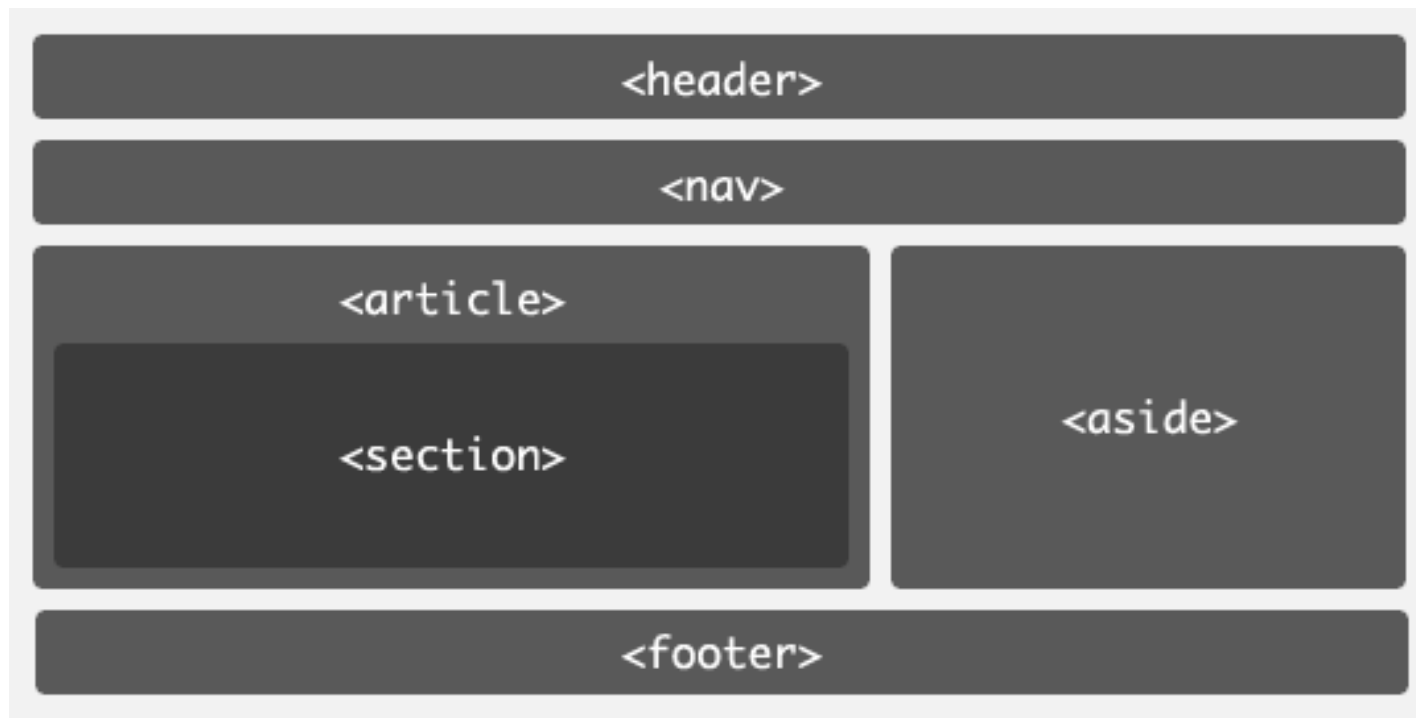 <header>
<nav>
<article>
<section>
<aside>
<footer>